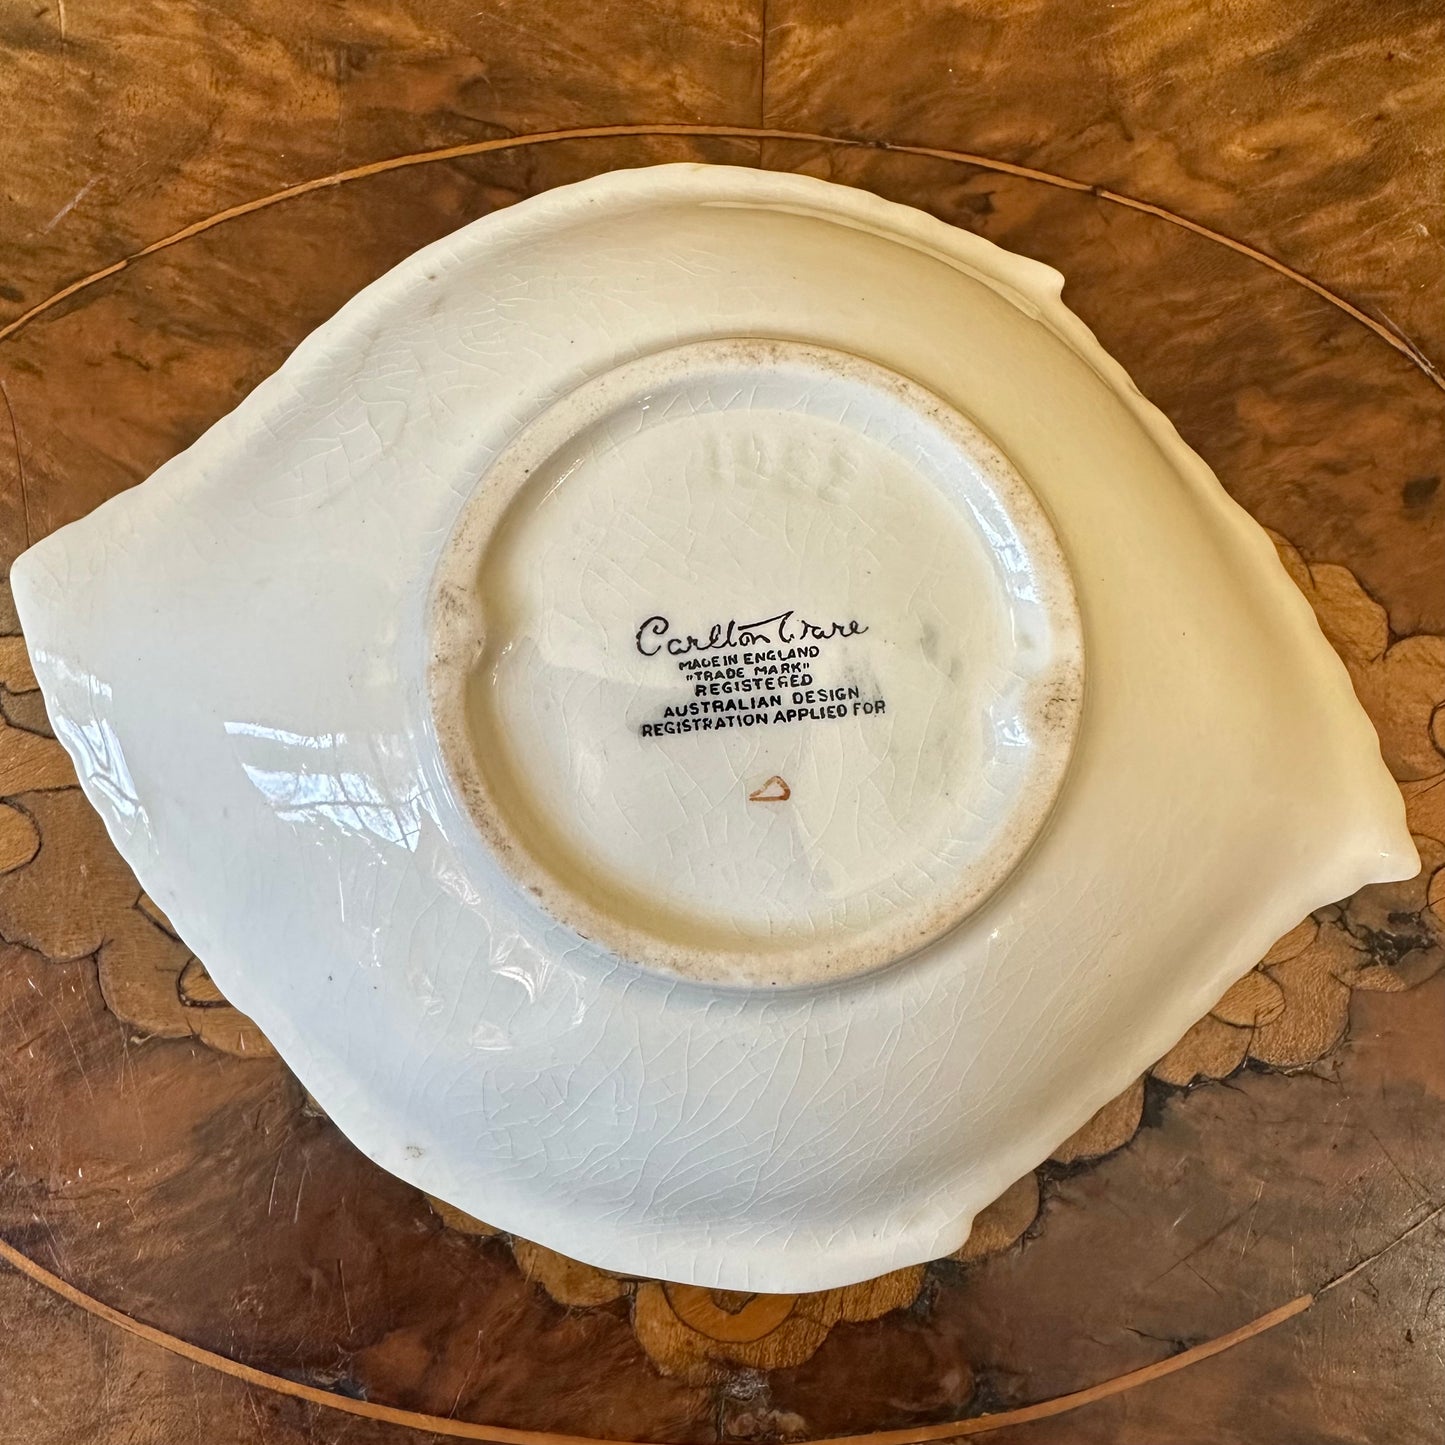 Carlton Ware
MADE IN ENGLAND
"TRADE MARK"
REGISTERED
AUSTRALIAN DESIGN
REGISTRATION APPLIED FOR